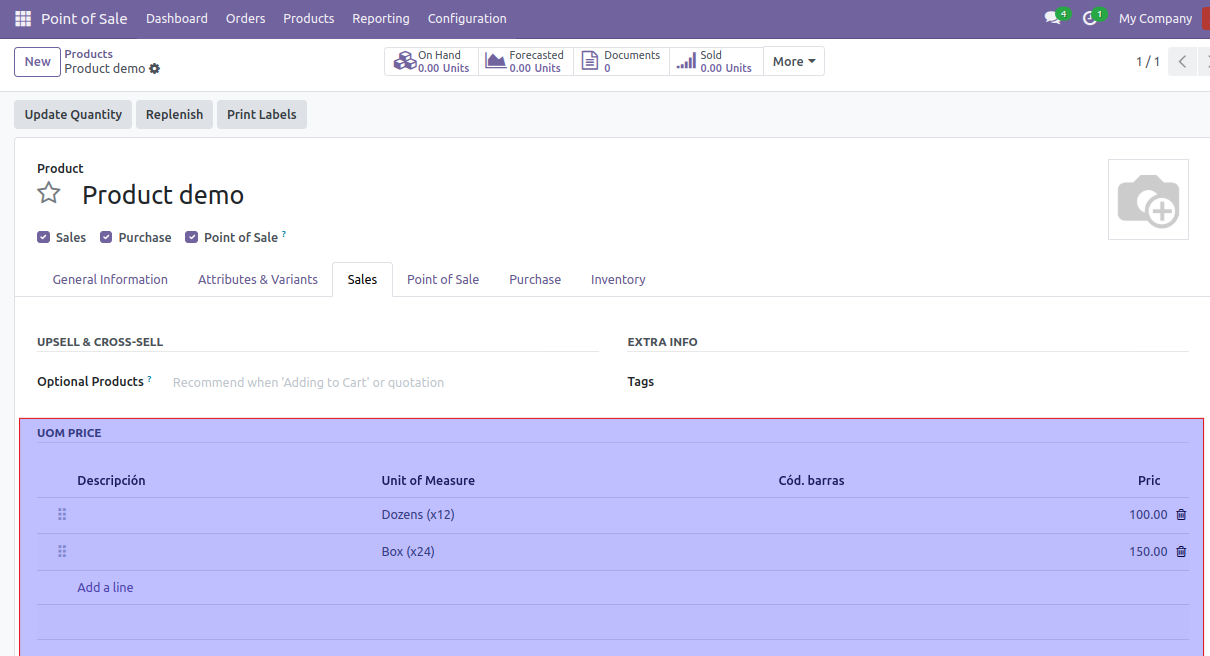 Point of Sale Dashboard Orders Products Reporting Configuration 4 1 My Company
New Products
Product demo
On Hand
0.00 Units
Forecasted
0.00 Units
Documents
0
Sold
0.00 Units
More
1 / 1
Update Quantity Replenish Print Labels
Product
Product demo
Sales Purchase Point of Sale ?
General Information Attributes & Variants Sales Point of Sale Purchase Inventory
UPSELL & CROSS-SELL EXTRA INFO
Optional Products ? Recommend when 'Adding to Cart' or quotation Tags
UOM PRICE
Descripción Unit of Measure Cód. barras Pric
Dozens (x12) 100.00
Box (x24) 150.00
Add a line